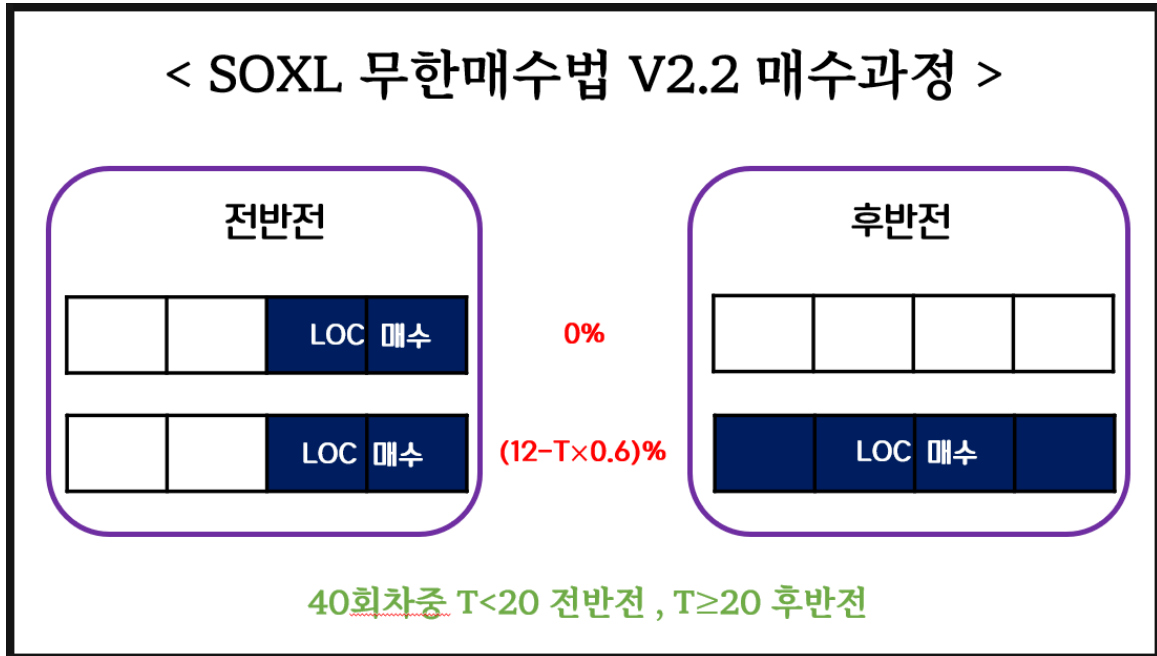 < SOXL 무한매수법 V2.2 매수과정 >
전반전
후반전
LOC 매수
0%
LOC 매수
(12-T×0.6)%
LOC 매수
40회차중 T<20 전반전 , T≥20 후반전